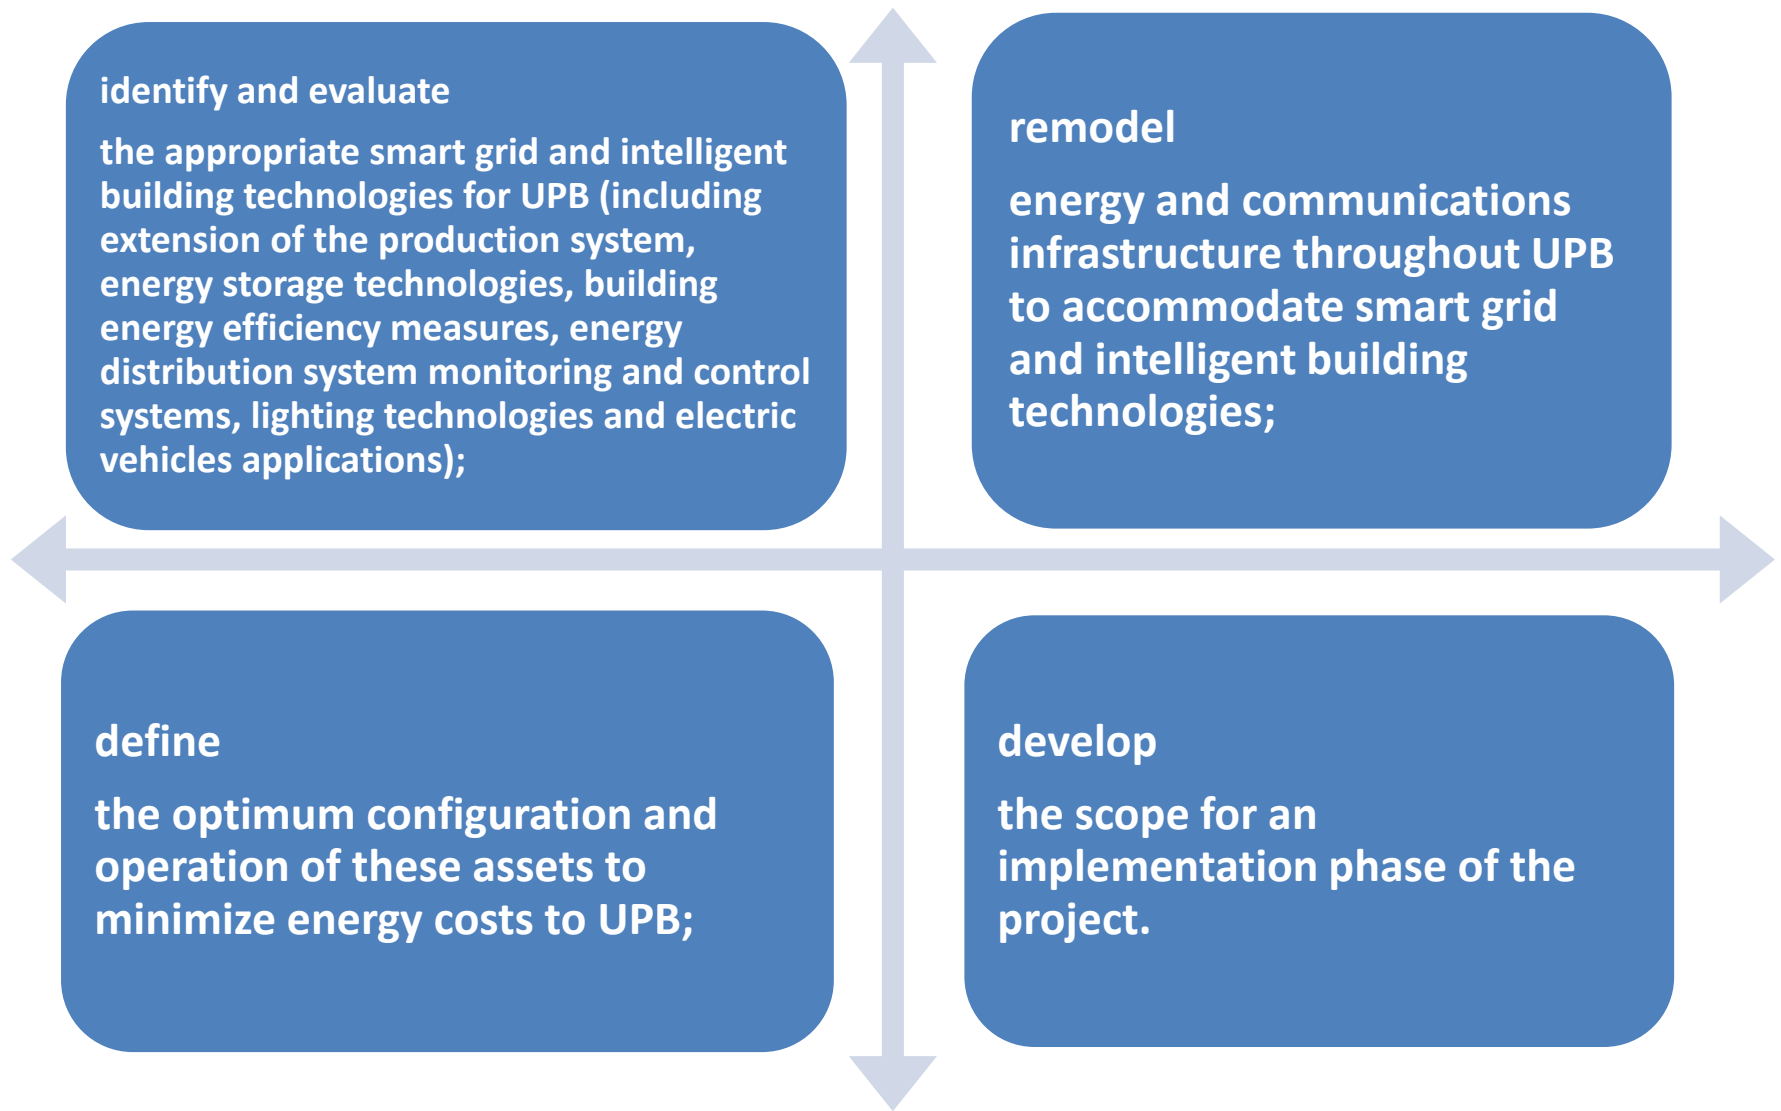 identify and evaluate
the appropriate smart grid and intelligent
building technologies for UPB (including
extension of the production system,
energy storage technologies, building
energy efficiency measures, energy
distribution system monitoring and control
systems, lighting technologies and electric
vehicles applications);
remodel
energy and communications
infrastructure throughout UPB
to accommodate smart grid
and intelligent building
technologies;
define
the optimum configuration and
operation of these assets to
minimize energy costs to UPB;
develop
the scope for an
implementation phase of the
project.